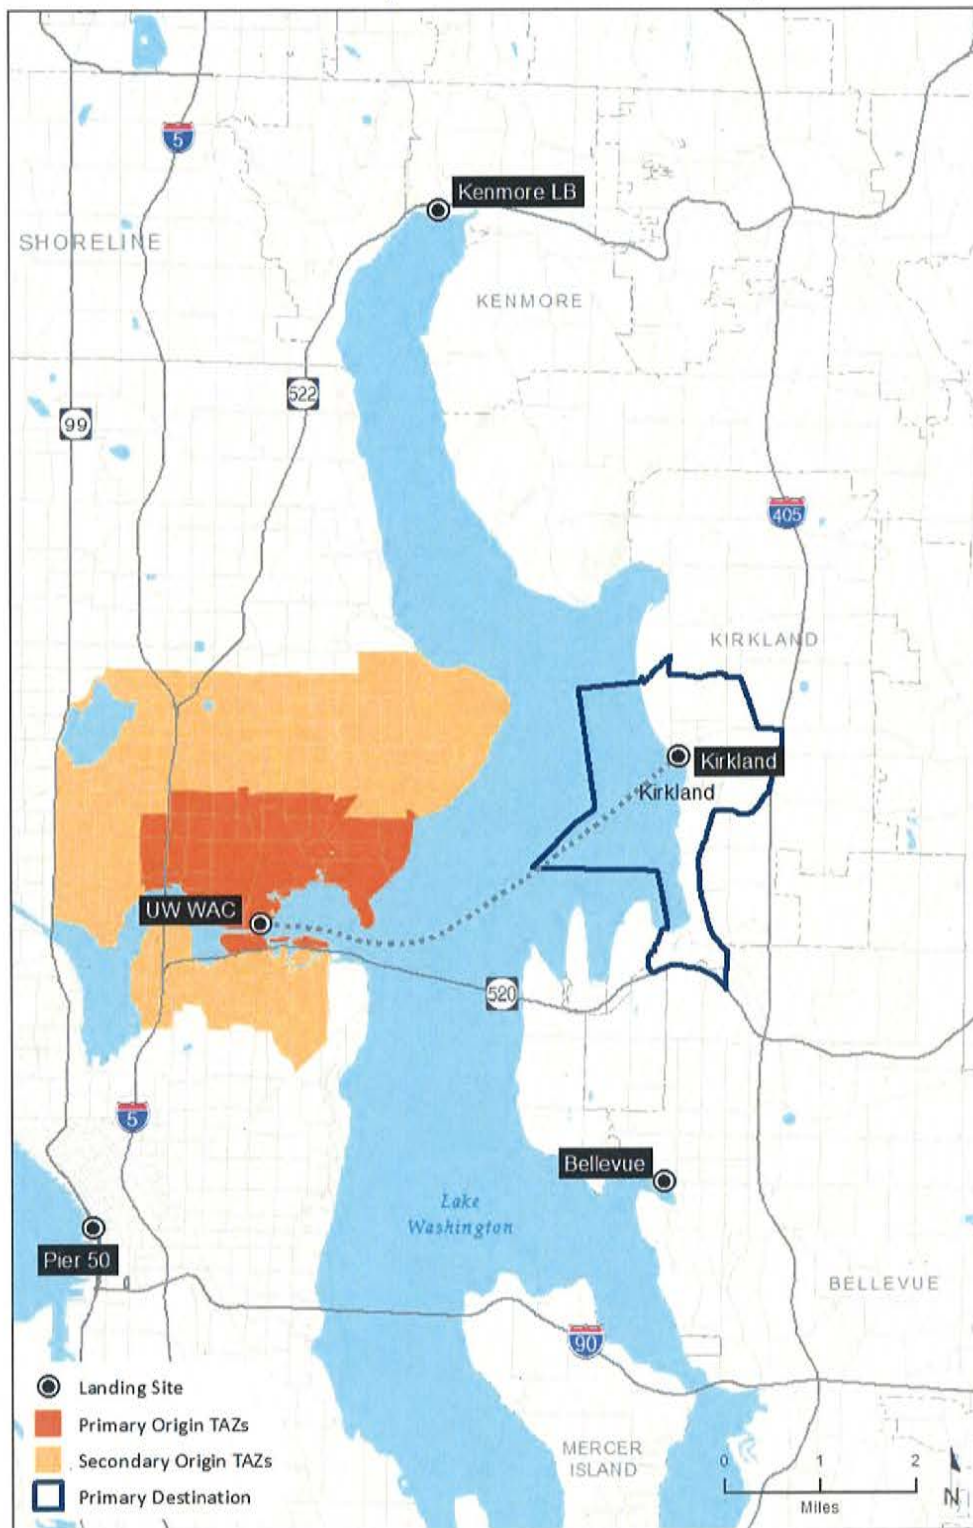 5
Kenmore LB
SHORELINE
KENMORE
522
99
405
KIRKLAND
Kirkland
Kirkland
UW WAC
520
5
Bellevue
Lake
Washington
Pier 50
BELLEVUE
90
Landing Site
Primary Origin TAZs
Secondary Origin TAZs
Primary Destination
MERCER
ISLAND
0 1 2
Miles
N